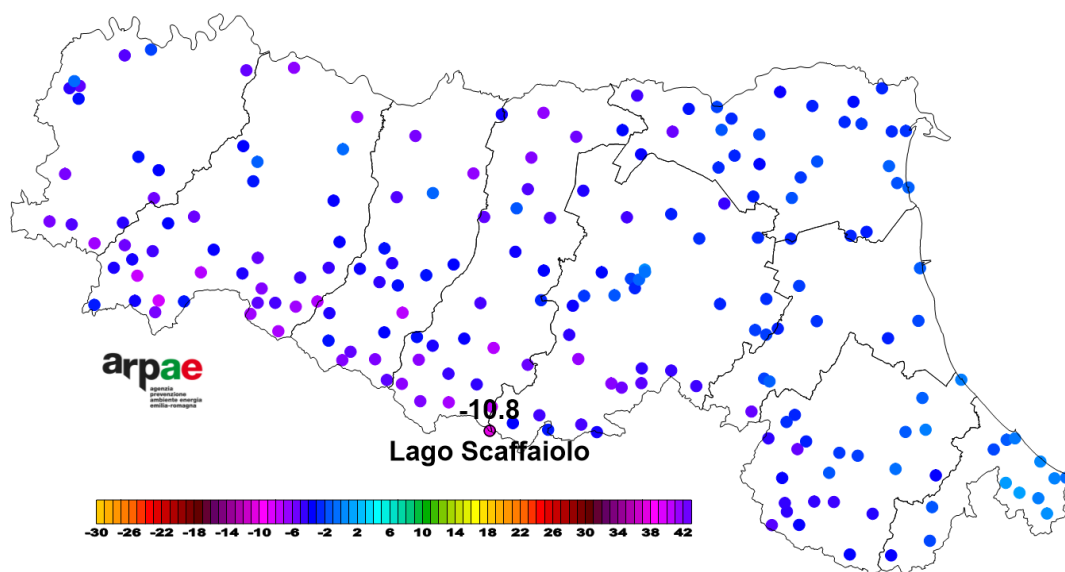 arpae
agenzia
prevenzione
ambiente energia
emilia-romagna
-10.8
Lago Scaffaiolo
-30 -26 -22 -18 -14 -10 -6 -2 2 6 10 14 18 22 26 30 34 38 42